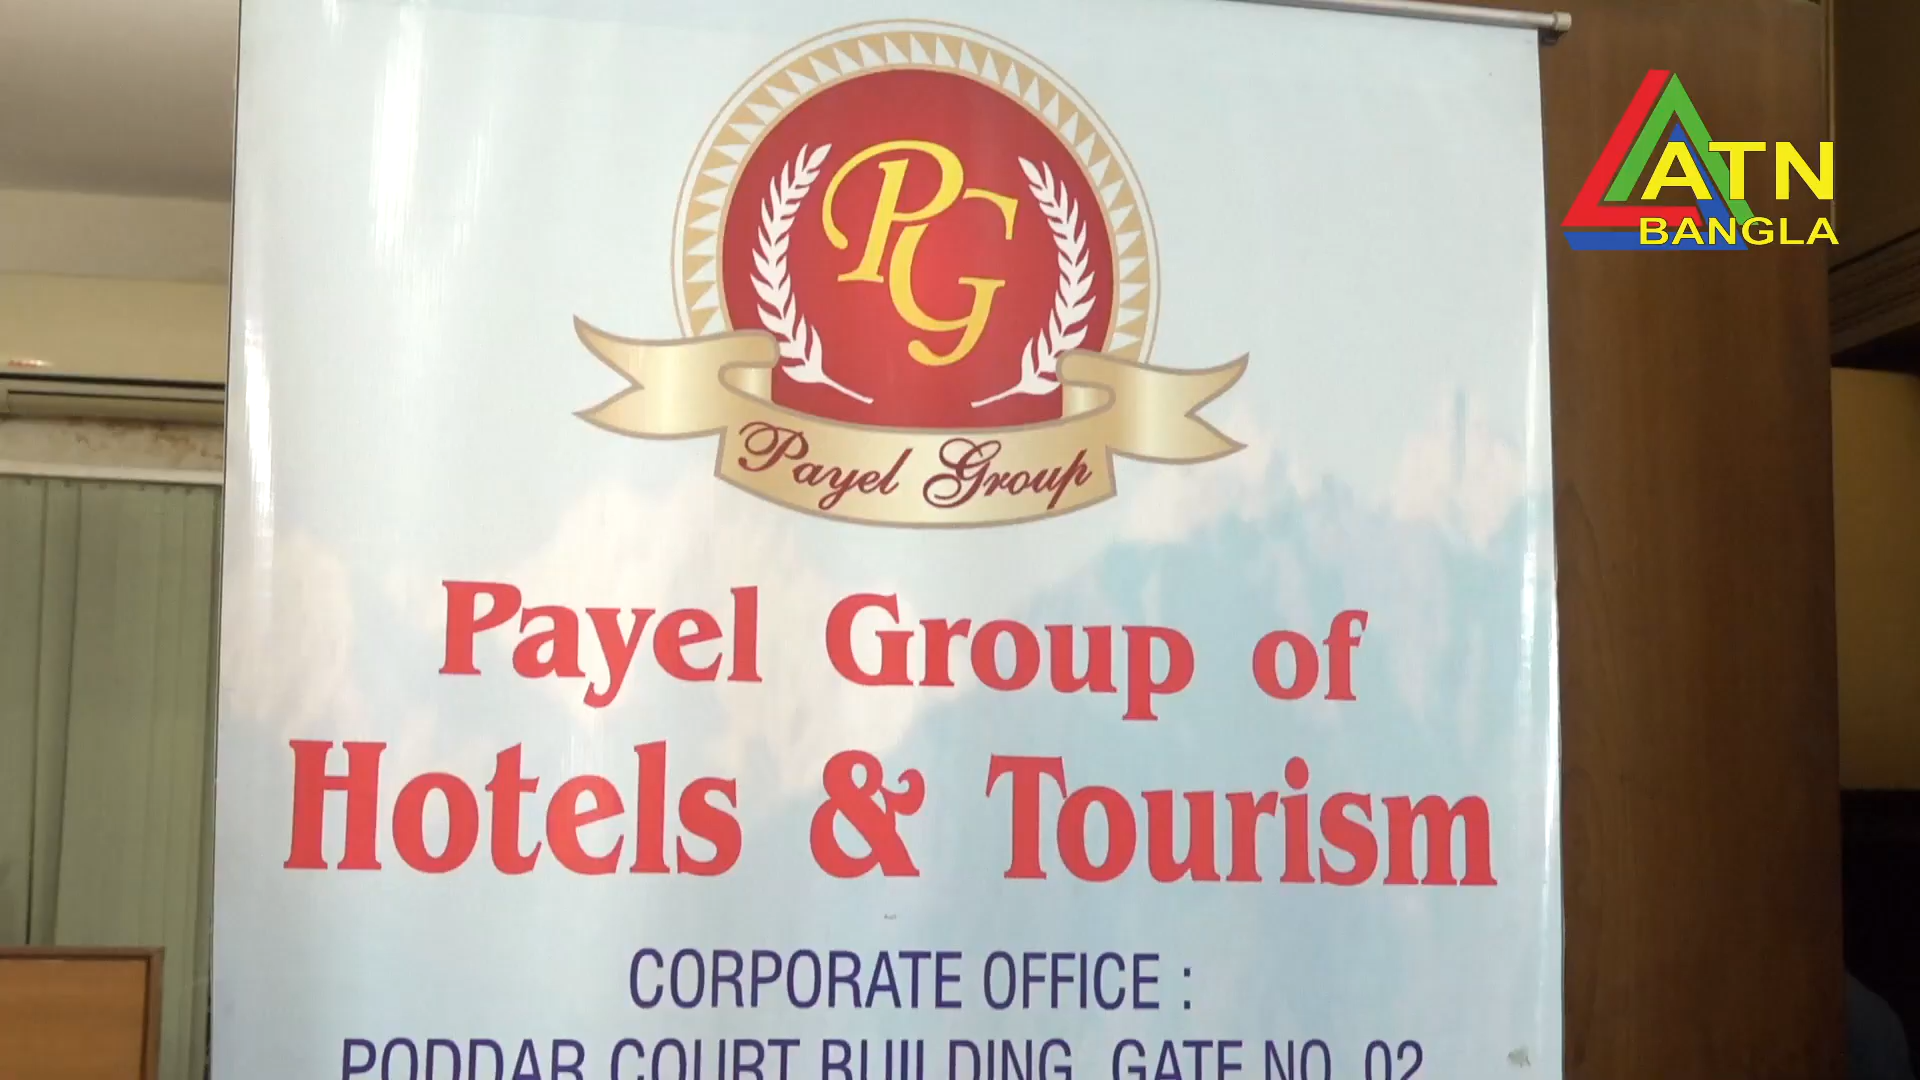 PG
Payel Group
Payel Group of
Hotels & Tourism
CORPORATE OFFICE :
PODDAR COURT BUILDING, GATE NO. 02
ATN
BANGLA